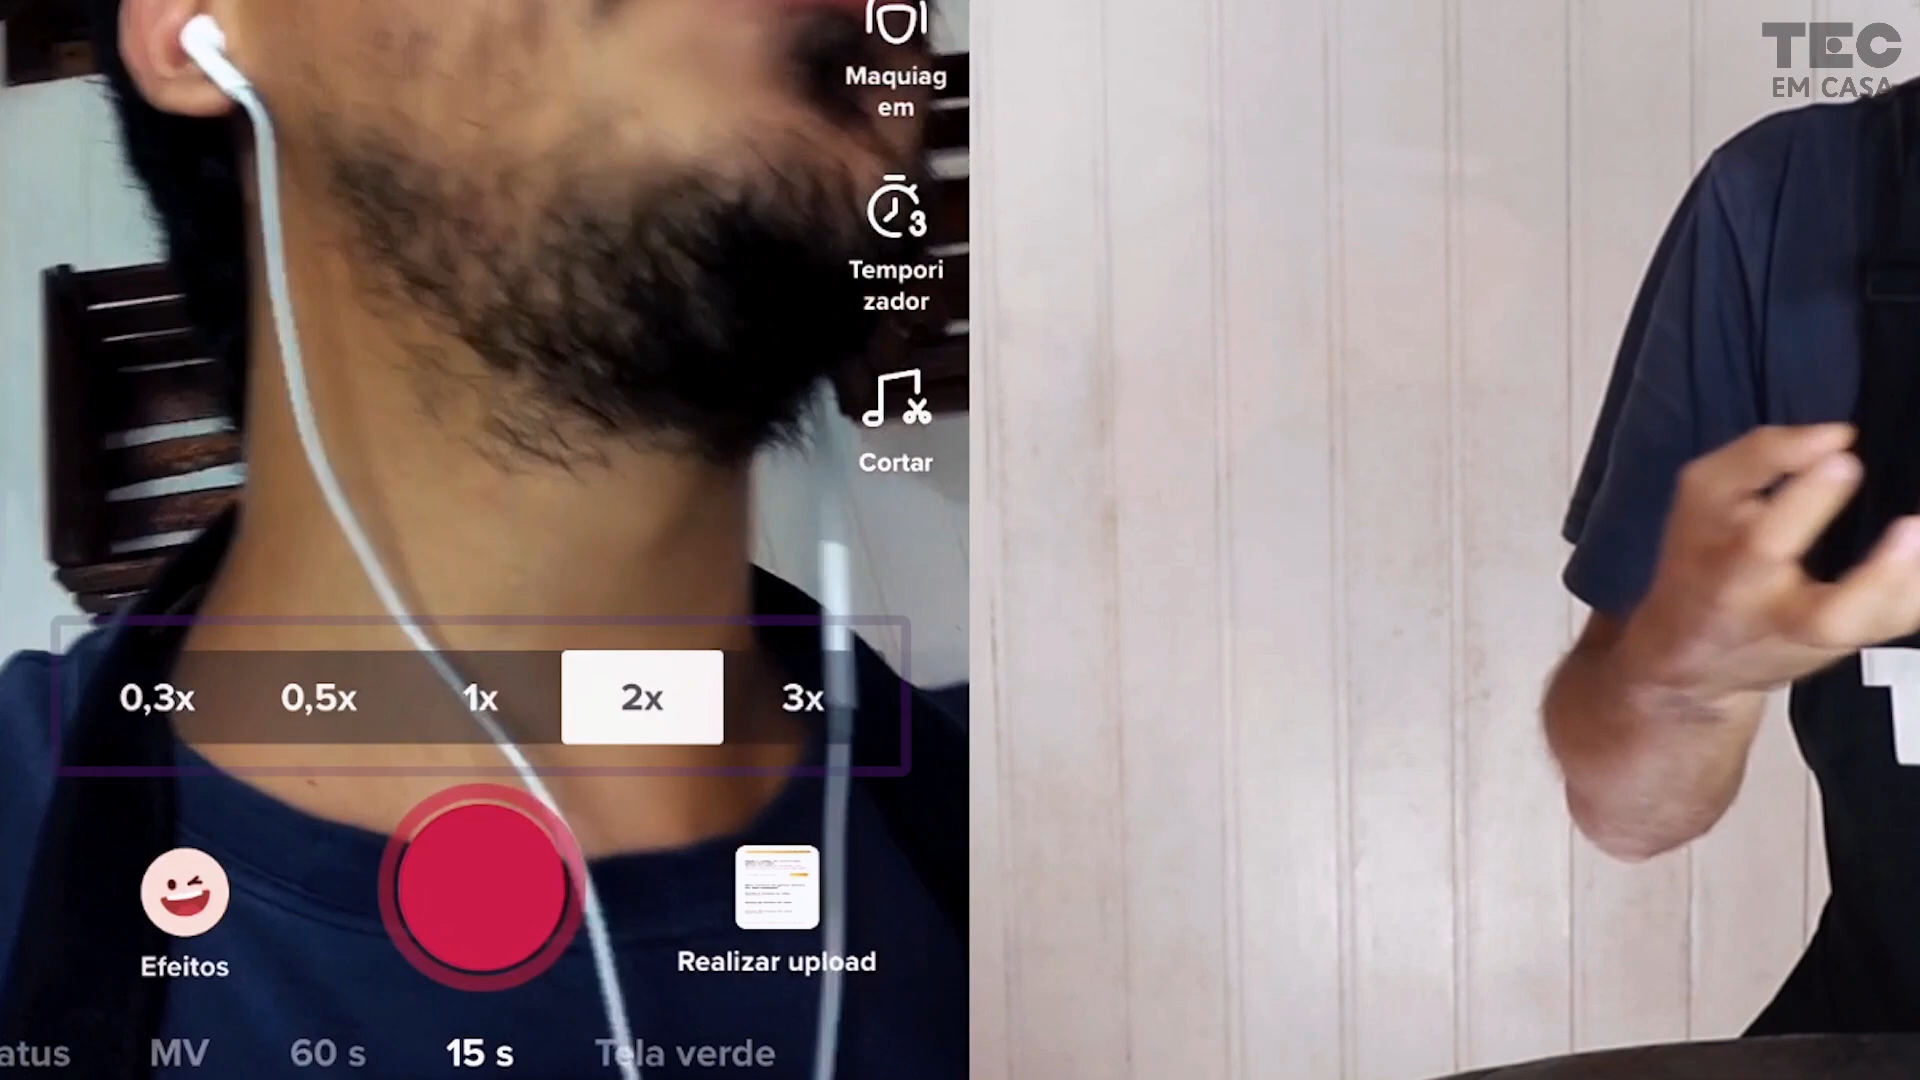 TEC
EM CASA
Maquiag
em
3
Tempori
zador
Cortar
0,3x 0,5x 1x 2x 3x
Efeitos
Realizar upload
atus MV 60 s 15 s Tela verde